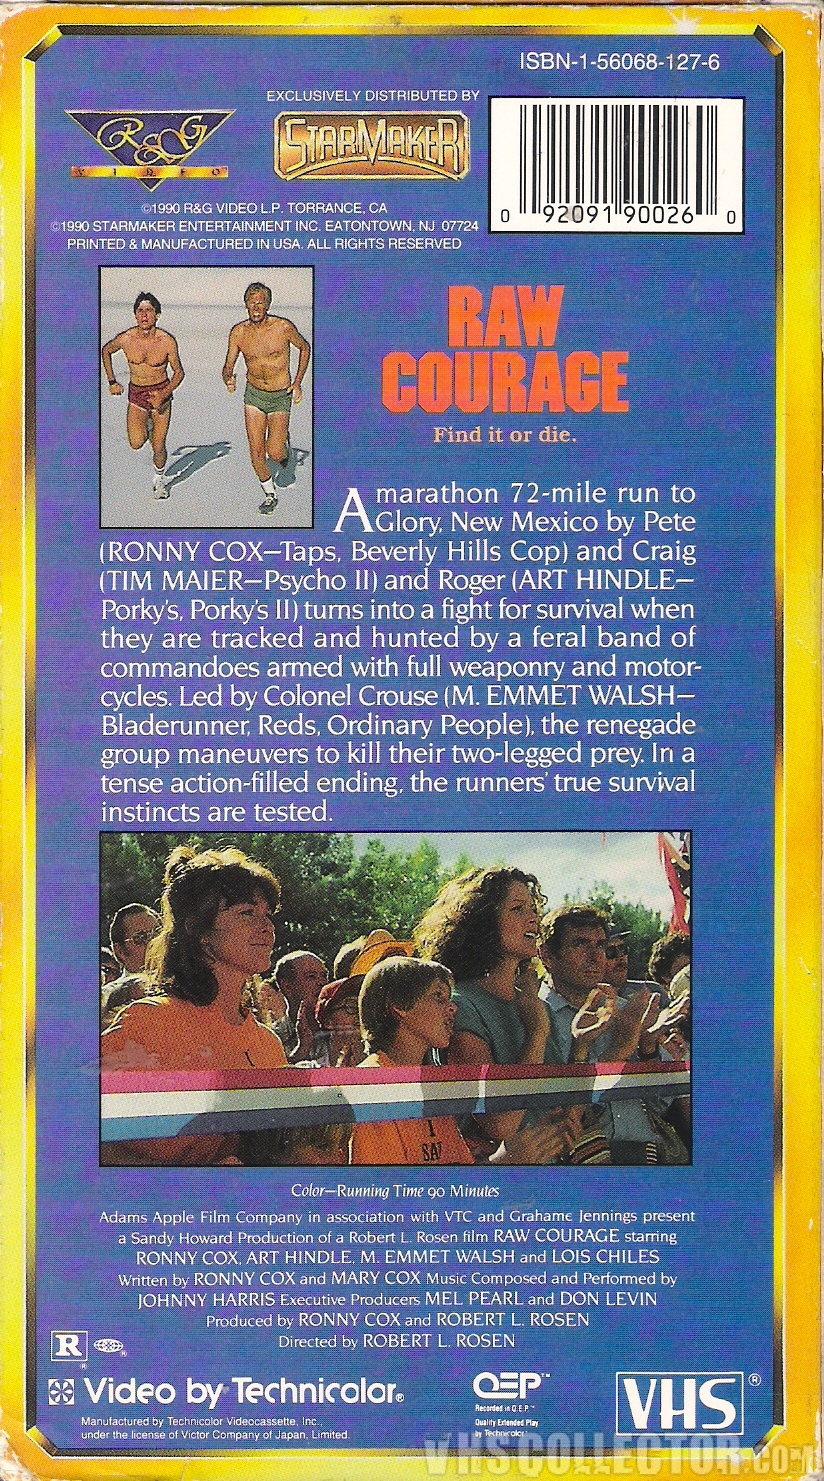 ISBN-1-56068-127-6
EXCLUSIVELY DISTRIBUTED BY
R&G
VIDEO
STARMAKER
0 92091 90026 0
©1990 R&G VIDEO L.P. TORRANCE, CA
©1990 STARMAKER ENTERTAINMENT INC. EATONTOWN, NJ 07724
PRINTED & MANUFACTURED IN USA. ALL RIGHTS RESERVED
RAW
COURAGE
Find it or die.
A marathon 72-mile run to
Glory, New Mexico by Pete
(RONNY COX—Taps, Beverly Hills Cop) and Craig
(TIM MAIER—Psycho II) and Roger (ART HINDLE—
Porky's, Porky's II) turns into a fight for survival when
they are tracked and hunted by a feral band of
commandoes armed with full weaponry and motor-
cycles. Led by Colonel Crouse (M. EMMET WALSH—
Bladerunner, Reds, Ordinary People), the renegade
group maneuvers to kill their two-legged prey. In a
tense action-filled ending, the runners' true survival
instincts are tested.
Color—Running Time 90 Minutes
Adams Apple Film Company in association with VTC and Grahame Jennings present
a Sandy Howard Production of a Robert L. Rosen film RAW COURAGE starring
RONNY COX, ART HINDLE, M. EMMET WALSH and LOIS CHILES
Written by RONNY COX and MARY COX Music Composed and Performed by
JOHNNY HARRIS Executive Producers MEL PEARL and DON LEVIN
Produced by RONNY COX and ROBERT L. ROSEN
Directed by ROBERT L. ROSEN
R ®
Video by Technicolor®
Manufactured by Technicolor Videocassette, Inc.,
under the license of Victor Company of Japan, Limited.
QEP™
Recorded in Q.E.P.™
Quality Extended Play
by Technicolor
VHS ®
VHSCOLLECTOR.COM